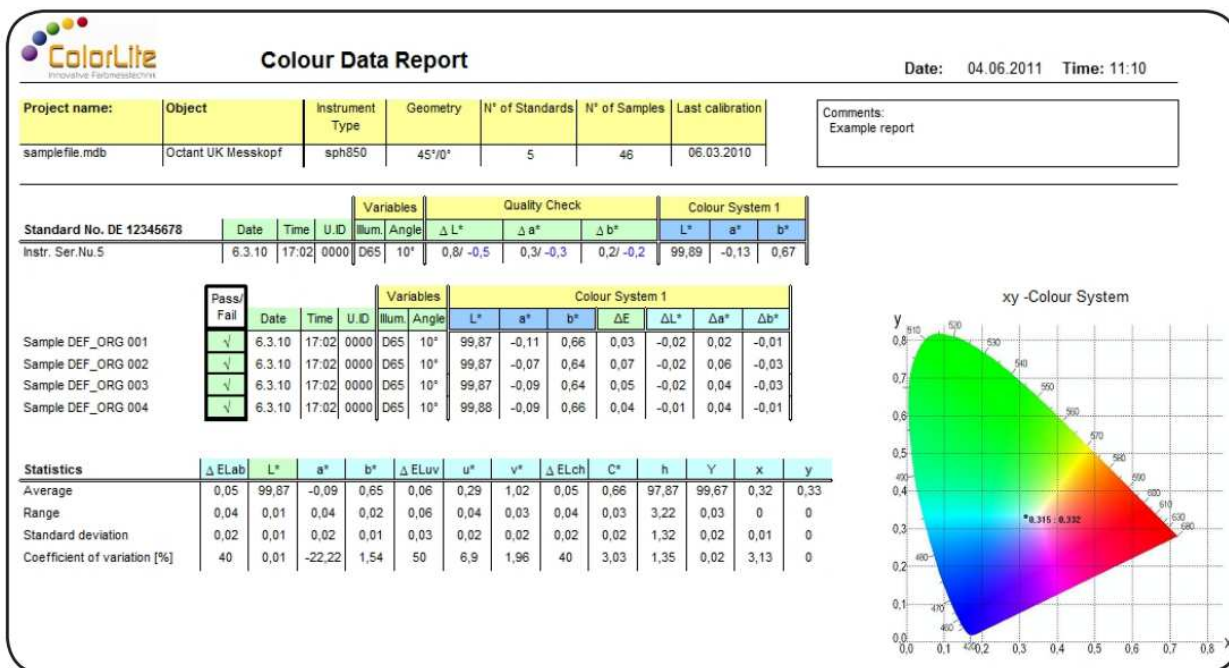 ColorLite
Innovative Farbmesstechnik
Colour Data Report
Date: 04.06.2011 Time: 11:10
Project name: Object Instrument Type Geometry N° of Standards N° of Samples Last calibration
samplefile.mdb Octant UK Messkopf sph850 45°/0° 5 46 06.03.2010
Comments:
Example report
Variables Quality Check Colour System 1
Standard No. DE 12345678 Date Time U.ID Illum. Angle Δ L* Δ a* Δ b* L* a* b*
Instr. Ser.Nu.5 6.3.10 17:02 0000 D65 10° 0,8/ -0,5 0,3/ -0,3 0,2/ -0,2 99,89 -0,13 0,67
Pass/ Variables Colour System 1
Fail Date Time U.ID Illum. Angle L* a* b* ΔE ΔL* Δa* Δb*
Sample DEF_ORG 001 √ 6.3.10 17:02 0000 D65 10° 99,87 -0,11 0,66 0,03 -0,02 0,02 -0,01
Sample DEF_ORG 002 √ 6.3.10 17:02 0000 D65 10° 99,87 -0,07 0,64 0,07 -0,02 0,06 -0,03
Sample DEF_ORG 003 √ 6.3.10 17:02 0000 D65 10° 99,87 -0,09 0,64 0,05 -0,02 0,04 -0,03
Sample DEF_ORG 004 √ 6.3.10 17:02 0000 D65 10° 99,88 -0,09 0,66 0,04 -0,01 0,04 -0,01
Statistics Δ ELab L* a* b* Δ ELuv u* v* Δ ELch C* h Y x y
Average 0,05 99,87 -0,09 0,65 0,06 0,29 1,02 0,05 0,66 97,87 99,67 0,32 0,33
Range 0,04 0,01 0,04 0,02 0,06 0,04 0,03 0,04 0,03 3,22 0,03 0 0
Standard deviation 0,02 0,01 0,02 0,01 0,03 0,02 0,02 0,02 0,02 1,32 0,02 0,01 0
Coefficient of variation [%] 40 0,01 -22,22 1,54 50 6,9 1,96 40 3,03 1,35 0,02 3,13 0
xy -Colour System
y
0,8 510 520
530
540
0,7
550
0,6 560
570
0,5
580
490 590
0,4 600
610
0.315 : 0.332 630
0,3 680
480
0,2
0,1 470
460
0,0 420
0,0 0,1 0,2 0,3 0,4 0,5 0,6 0,7 0,8 x